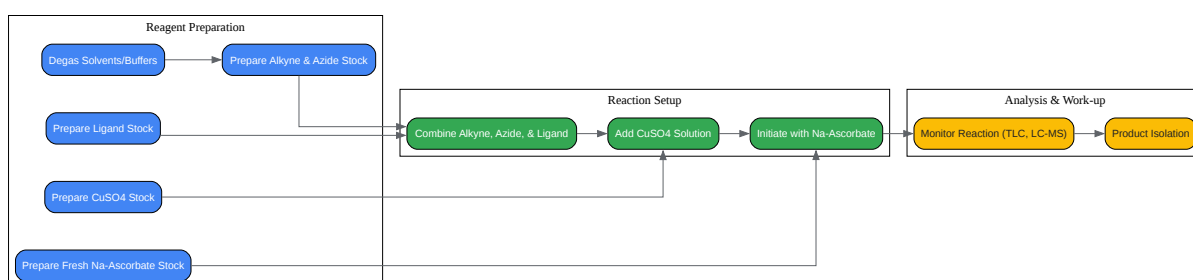 Reagent Preparation
Degas Solvents/Buffers
Prepare Alkyne & Azide Stock
Prepare Ligand Stock
Prepare CuSO4 Stock
Prepare Fresh Na-Ascorbate Stock
Reaction Setup
Combine Alkyne, Azide, & Ligand
Add CuSO4 Solution
Initiate with Na-Ascorbate
Analysis & Work-up
Monitor Reaction (TLC, LC-MS)
Product Isolation